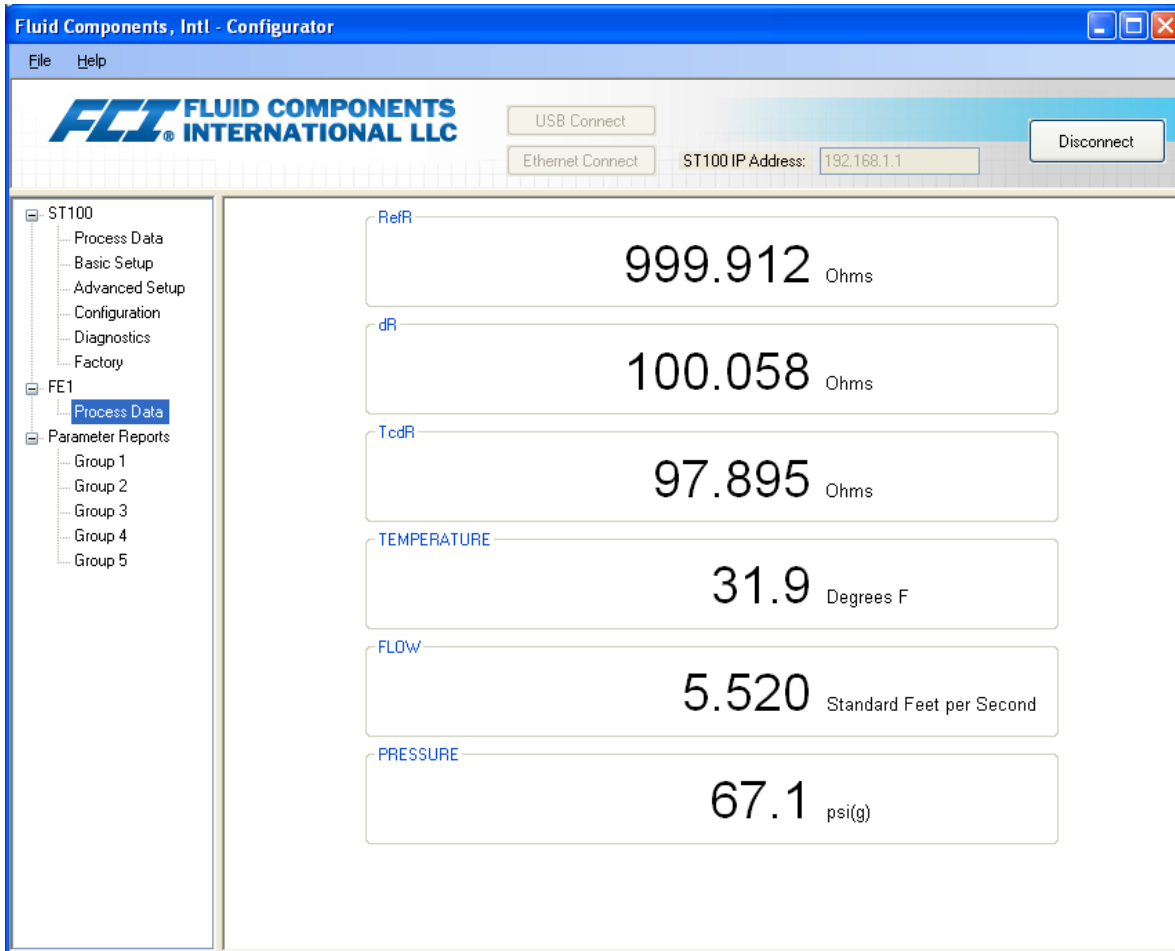 Fluid Components, Intl - Configurator
File Help
FCI® FLUID COMPONENTS
INTERNATIONAL LLC
USB Connect
Ethernet Connect
ST100 IP Address: 192.168.1.1
Disconnect
ST100
Process Data
Basic Setup
Advanced Setup
Configuration
Diagnostics
Factory
FE1
Process Data
Parameter Reports
Group 1
Group 2
Group 3
Group 4
Group 5
RefR
999.912 Ohms
dR
100.058 Ohms
TcdR
97.895 Ohms
TEMPERATURE
31.9 Degrees F
FLOW
5.520 Standard Feet per Second
PRESSURE
67.1 psi(g)